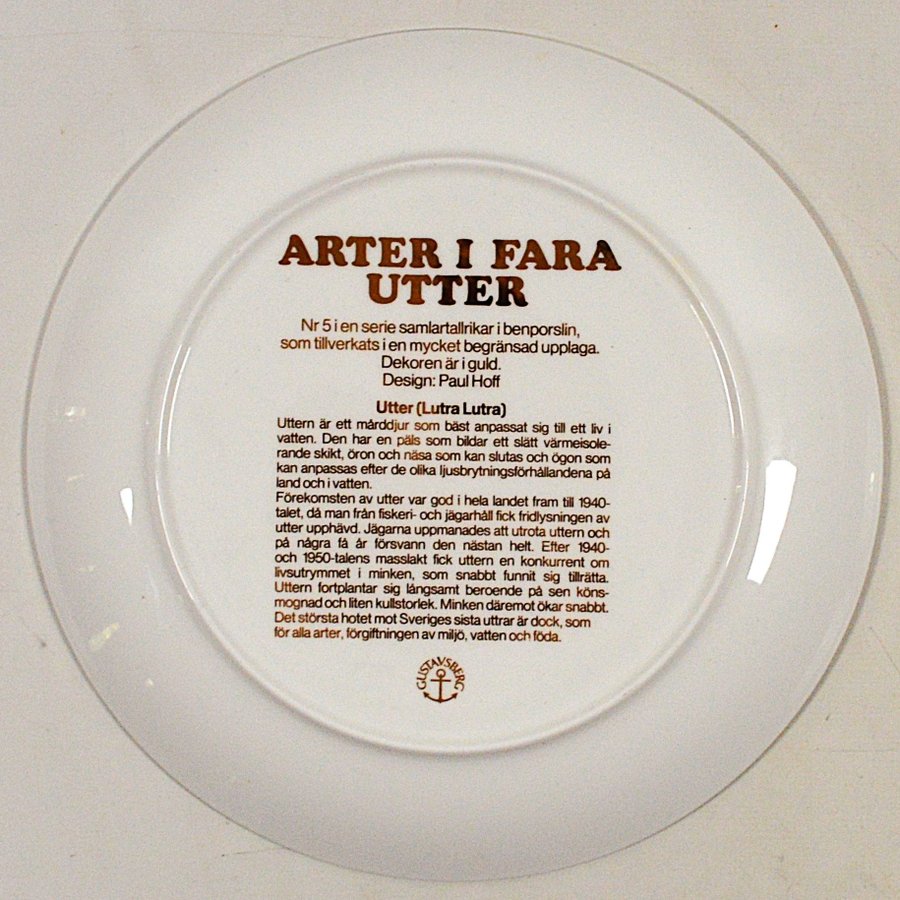 ARTER I FARA
UTTER
Nr 5 i en serie samlartallrikar i benporslin,
som tillverkats i en mycket begränsad upplaga.
Dekoren är i guld.
Design: Paul Hoff
Utter (Lutra Lutra)
Uttern är ett mårddjur som bäst anpassat sig till ett liv i
vatten. Den har en päls som bildar ett slätt värmeisole-
rande skikt, öron och näsa som kan slutas och ögon som
kan anpassas efter de olika ljusbrytningsförhållandena på
land och i vatten.
Förekomsten av utter var god i hela landet fram till 1940-
talet, då man från fiskeri- och jägarhåll fick fridlysningen av
utter upphävd. Jägarna uppmanades att utrota uttern och
på några få år försvann den nästan helt. Efter 1940-
och 1950-talens masslakt fick uttern en konkurrent om
livsutrymmet i minken, som snabbt funnit sig tillrätta.
Uttern fortplantar sig långsamt beroende på sen köns-
mognad och liten kullstorlek. Minken däremot ökar snabbt.
Det största hotet mot Sveriges sista uttrar är dock, som
för alla arter, förgiftningen av miljö, vatten och föda.
GUSTAVSBERG